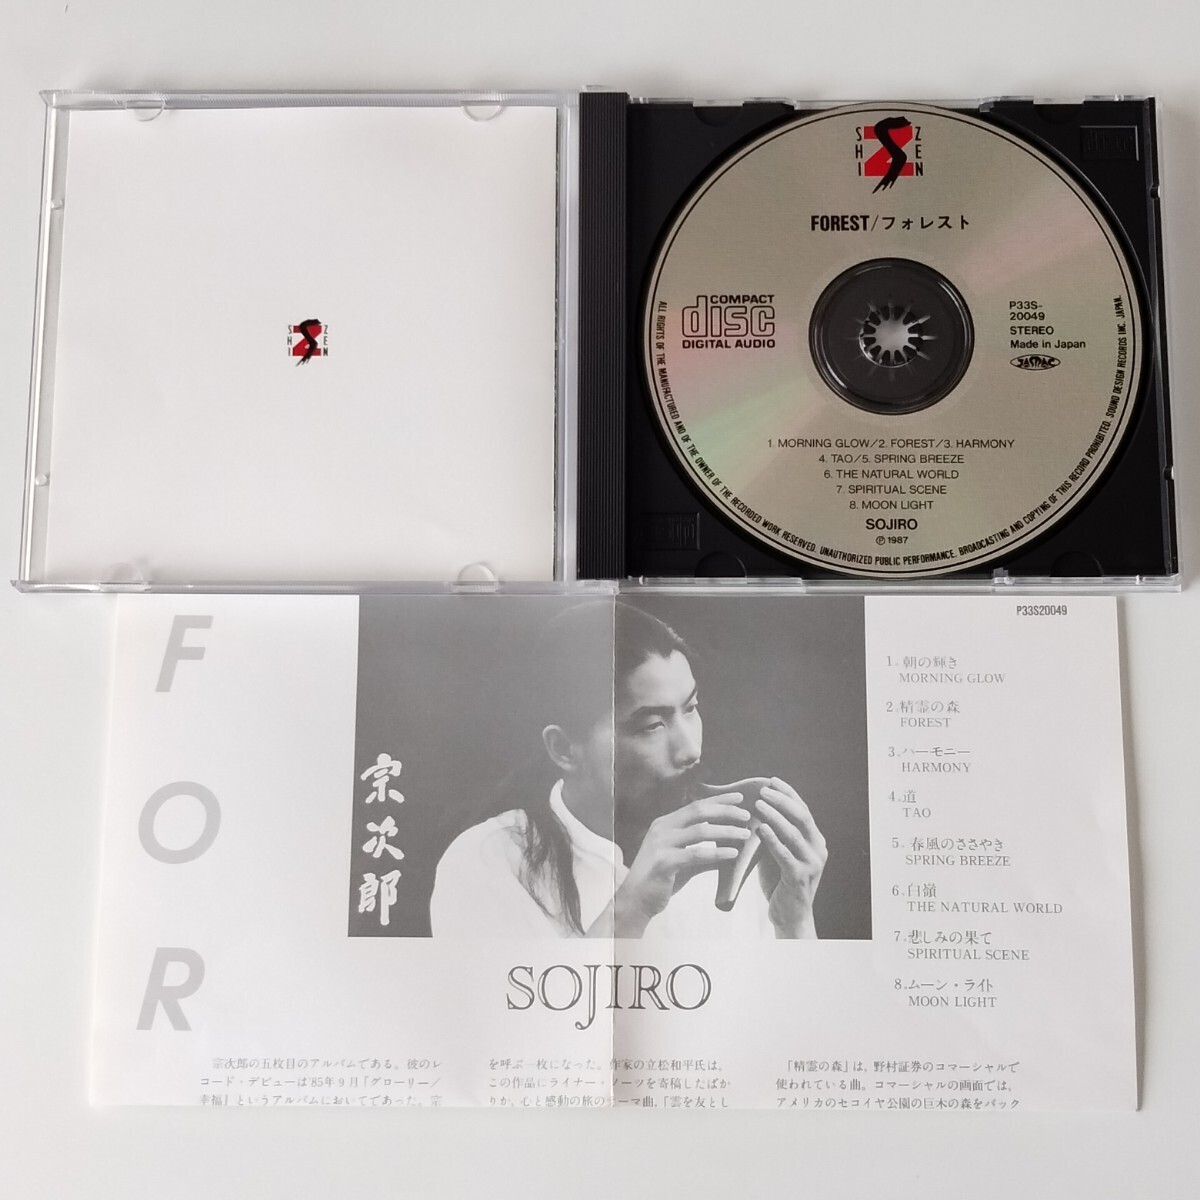 SHI ZEN
SHI ZEN
FOREST/フォレスト
COMPACT
disc
DIGITAL AUDIO
P33S-
20049
STEREO
Made in Japan
JASRAC
1. MORNING GLOW/2. FOREST/3. HARMONY
4. TAO/5. SPRING BREEZE
6. THE NATURAL WORLD
7. SPIRITUAL SCENE
8. MOON LIGHT
SOJIRO
Ⓟ1987
ALL RIGHTS OF THE MANUFACTURED AND OF THE OWNER OF THE RECORDED WORK RESERVED. UNAUTHORIZED PUBLIC PERFORMANCE. BROADCASTING AND COPYING OF THIS RECORD PROHIBITED. SOUND DESIGN RECORDS INC. JAPAN.
FOR
宗次郎
SOJIRO
P33S20049
1.朝の輝き
MORNING GLOW
2.精霊の森
FOREST
3.ハーモニー
HARMONY
4.道
TAO
5.春風のささやき
SPRING BREEZE
6.白嶺
THE NATURAL WORLD
7.悲しみの果て
SPIRITUAL SCENE
8.ムーン・ライト
MOON LIGHT
宗次郎の五枚目のアルバムである。彼のレ
コード・デビューは'85年9月『グローリー/
幸福』というアルバムにおいてであった。宗
を呼ぶ一枚になった。作家の立松和平氏は、
この作品にライナー・ノーツを寄稿したばか
りか、心と感動の旅のテーマ曲、「雲を友とし
「精霊の森」は、野村証券のコマーシャルで
使われている曲。コマーシャルの画面では、
アメリカのセコイヤ公園の巨木の森をバック